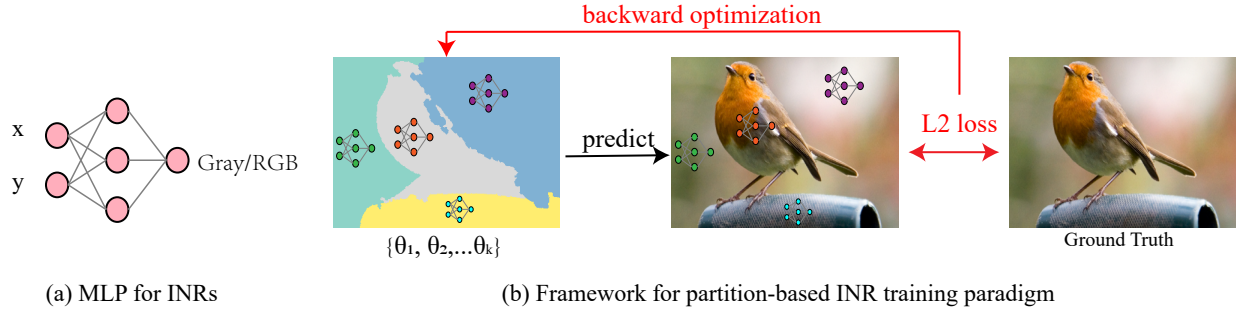 backward optimization
x
y
Gray/RGB
predict
L2 loss
{θ₁, θ₂,...θₖ}
Ground Truth
(a) MLP for INRs
(b) Framework for partition-based INR training paradigm